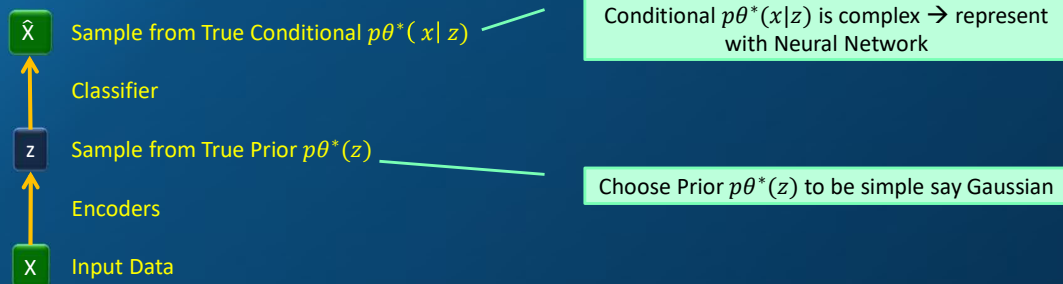 X̂ Sample from True Conditional pθ*( x| z)
Conditional pθ*(x|z) is complex → represent
with Neural Network
Classifier
z Sample from True Prior pθ*(z)
Choose Prior pθ*(z) to be simple say Gaussian
Encoders
X Input Data